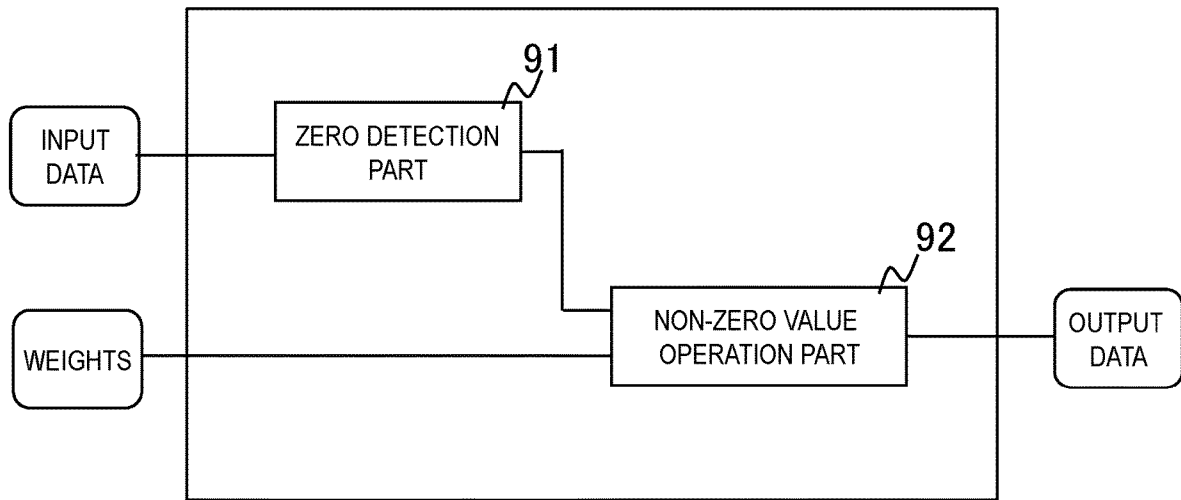 91
INPUT
DATA
ZERO DETECTION
PART
92
WEIGHTS
NON-ZERO VALUE
OPERATION PART
OUTPUT
DATA